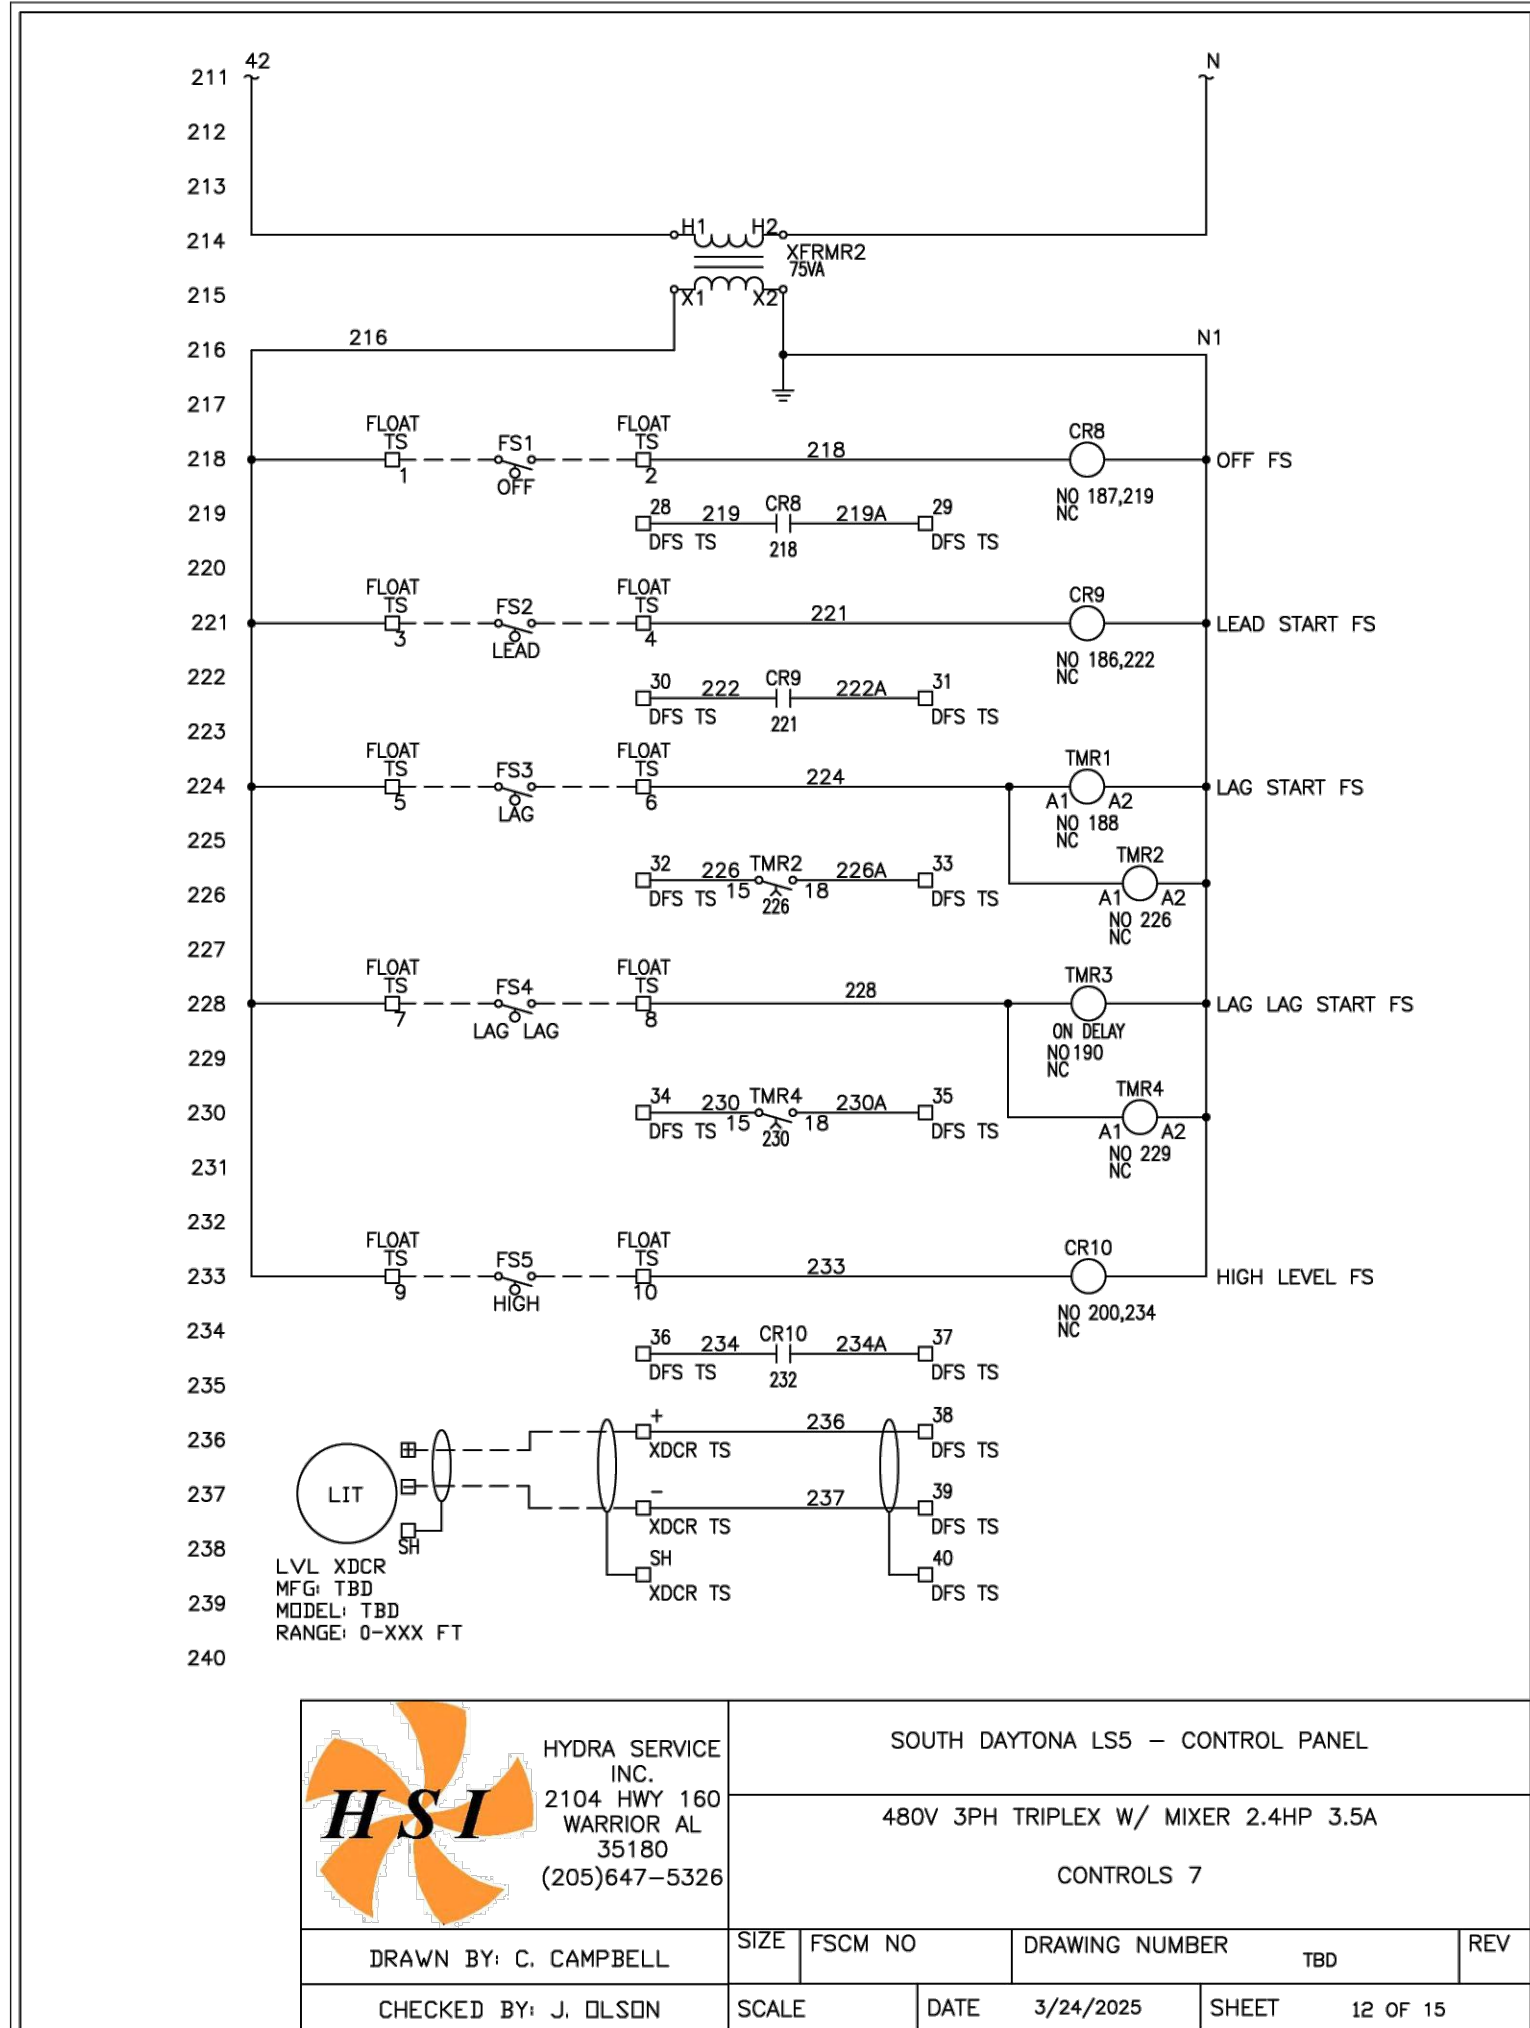 42
N
211
212
213
214
H1
H2
XFRMR2
75VA
215
X1
X2
216
216
N1
217
FLOAT
TS
FS1
FLOAT
TS
CR8
218
1
OFF
2
218
OFF FS
NO 187,219
NC
219
28
219
CR8
219A
29
DFS TS
218
DFS TS
220
FLOAT
TS
FS2
FLOAT
TS
CR9
221
3
LEAD
4
221
LEAD START FS
NO 186,222
NC
222
30
222
CR9
222A
31
DFS TS
221
DFS TS
223
FLOAT
TS
FS3
FLOAT
TS
TMR1
224
5
LAG
6
224
A1
A2
LAG START FS
NO 188
NC
225
TMR2
32
226
TMR2
226A
33
226
DFS TS
15
226
18
DFS TS
A1
A2
NO 226
NC
227
FLOAT
TS
FS4
FLOAT
TS
TMR3
228
7
LAG LAG
8
228
LAG LAG START FS
ON DELAY
NO190
NC
229
TMR4
34
230
TMR4
230A
35
230
DFS TS
15
230
18
DFS TS
A1
A2
NO 229
NC
231
232
FLOAT
TS
FS5
FLOAT
TS
CR10
233
9
HIGH
10
233
HIGH LEVEL FS
NO 200,234
NC
234
36
234
CR10
234A
37
DFS TS
232
DFS TS
235
+
236
38
236
+
XDCR TS
DFS TS
237
LIT
-
-
237
39
XDCR TS
DFS TS
238
SH
SH
40
XDCR TS
DFS TS
LVL XDCR
MFG: TBD
239
MODEL: TBD
RANGE: 0-XXX FT
240
HSI
HYDRA SERVICE
INC.
2104 HWY 160
WARRIOR AL
35180
(205)647-5326
SOUTH DAYTONA LS5 - CONTROL PANEL
480V 3PH TRIPLEX W/ MIXER 2.4HP 3.5A
CONTROLS 7
DRAWN BY: C. CAMPBELL
SIZE
FSCM NO
DRAWING NUMBER
TBD
REV
CHECKED BY: J. OLSON
SCALE
DATE 3/24/2025
SHEET 12 OF 15